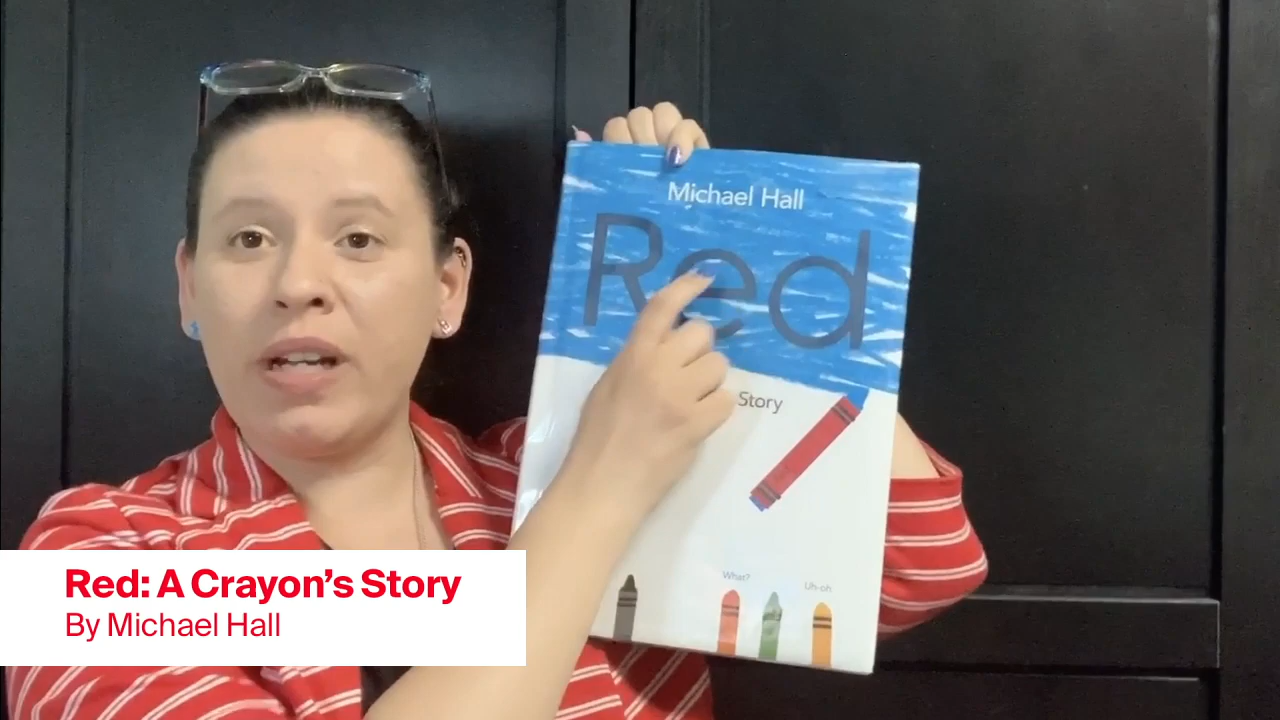 Michael Hall
Red
Story
What?
Uh-oh
Red: A Crayon's Story
By Michael Hall